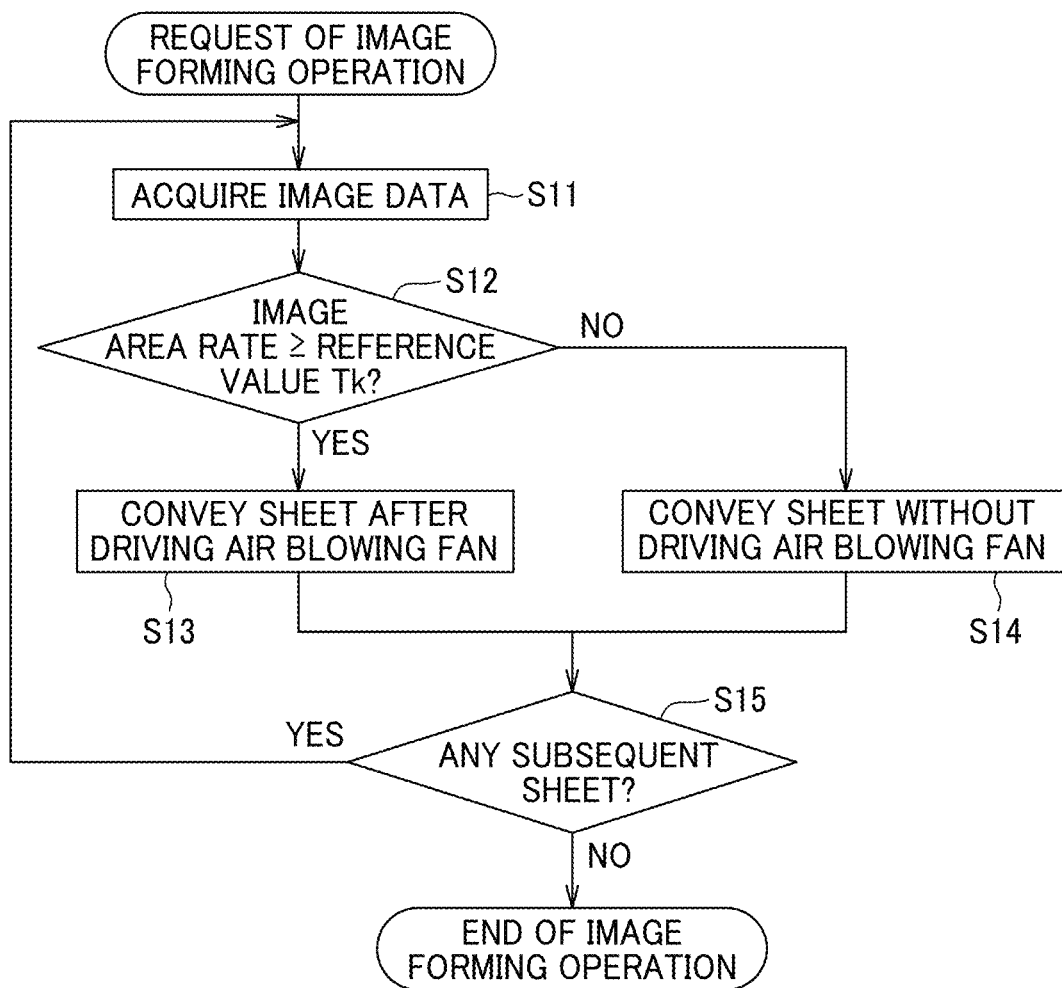 REQUEST OF IMAGE
FORMING OPERATION
ACQUIRE IMAGE DATA
S11
S12
IMAGE
AREA RATE ≧ REFERENCE
VALUE Tk?
NO
YES
CONVEY SHEET AFTER
DRIVING AIR BLOWING FAN
S13
CONVEY SHEET WITHOUT
DRIVING AIR BLOWING FAN
S14
S15
YES
ANY SUBSEQUENT
SHEET?
NO
END OF IMAGE
FORMING OPERATION